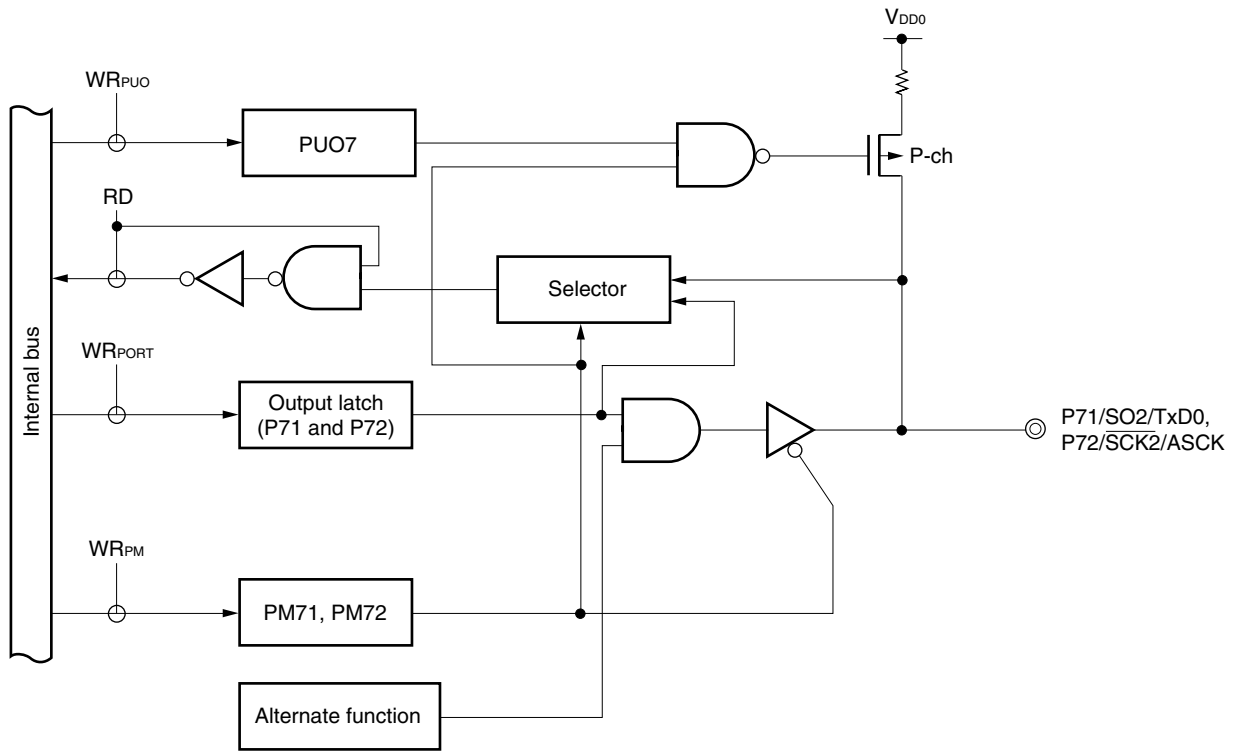 VDD0
WRPUO
PUO7
P-ch
RD
Selector
Internal bus
WRPORT
Output latch
(P71 and P72)
P71/SO2/TxD0,
P72/S̅C̅K̅2̅/ASCK
WRPM
PM71, PM72
Alternate function